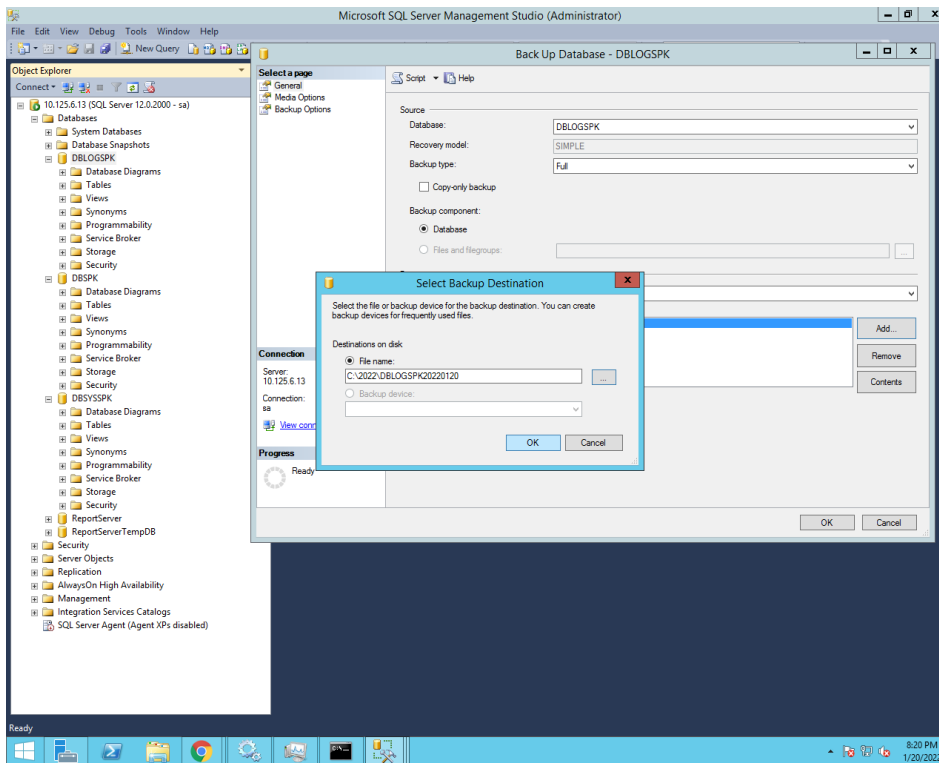 Microsoft SQL Server Management Studio (Administrator)
File Edit View Debug Tools Window Help
New Query
Object Explorer
Connect
10.125.6.13 (SQL Server 12.0.2000 - sa)
Databases
System Databases
Database Snapshots
DBLOGSPK
Database Diagrams
Tables
Views
Synonyms
Programmability
Service Broker
Storage
Security
DBSPK
Database Diagrams
Tables
Views
Synonyms
Programmability
Service Broker
Storage
Security
DBSYSSPK
Database Diagrams
Tables
Views
Synonyms
Programmability
Service Broker
Storage
Security
ReportServer
ReportServerTempDB
Security
Server Objects
Replication
AlwaysOn High Availability
Management
Integration Services Catalogs
SQL Server Agent (Agent XPs disabled)
Back Up Database - DBLOGSPK
Select a page
General
Media Options
Backup Options
Script Help
Source
Database: DBLOGSPK
Recovery model: SIMPLE
Backup type: Full
Copy-only backup
Backup component:
Database
Files and filegroups: ...
Add...
Remove
Contents
Connection
Server:
10.125.6.13
Connection:
sa
View conn
Progress
Ready
OK Cancel
Select Backup Destination
Select the file or backup device for the backup destination. You can create
backup devices for frequently used files.
Destinations on disk
File name:
C:\2022\DBLOGSPK20220120 ...
Backup device:
OK Cancel
Ready
8:20 PM
1/20/2022